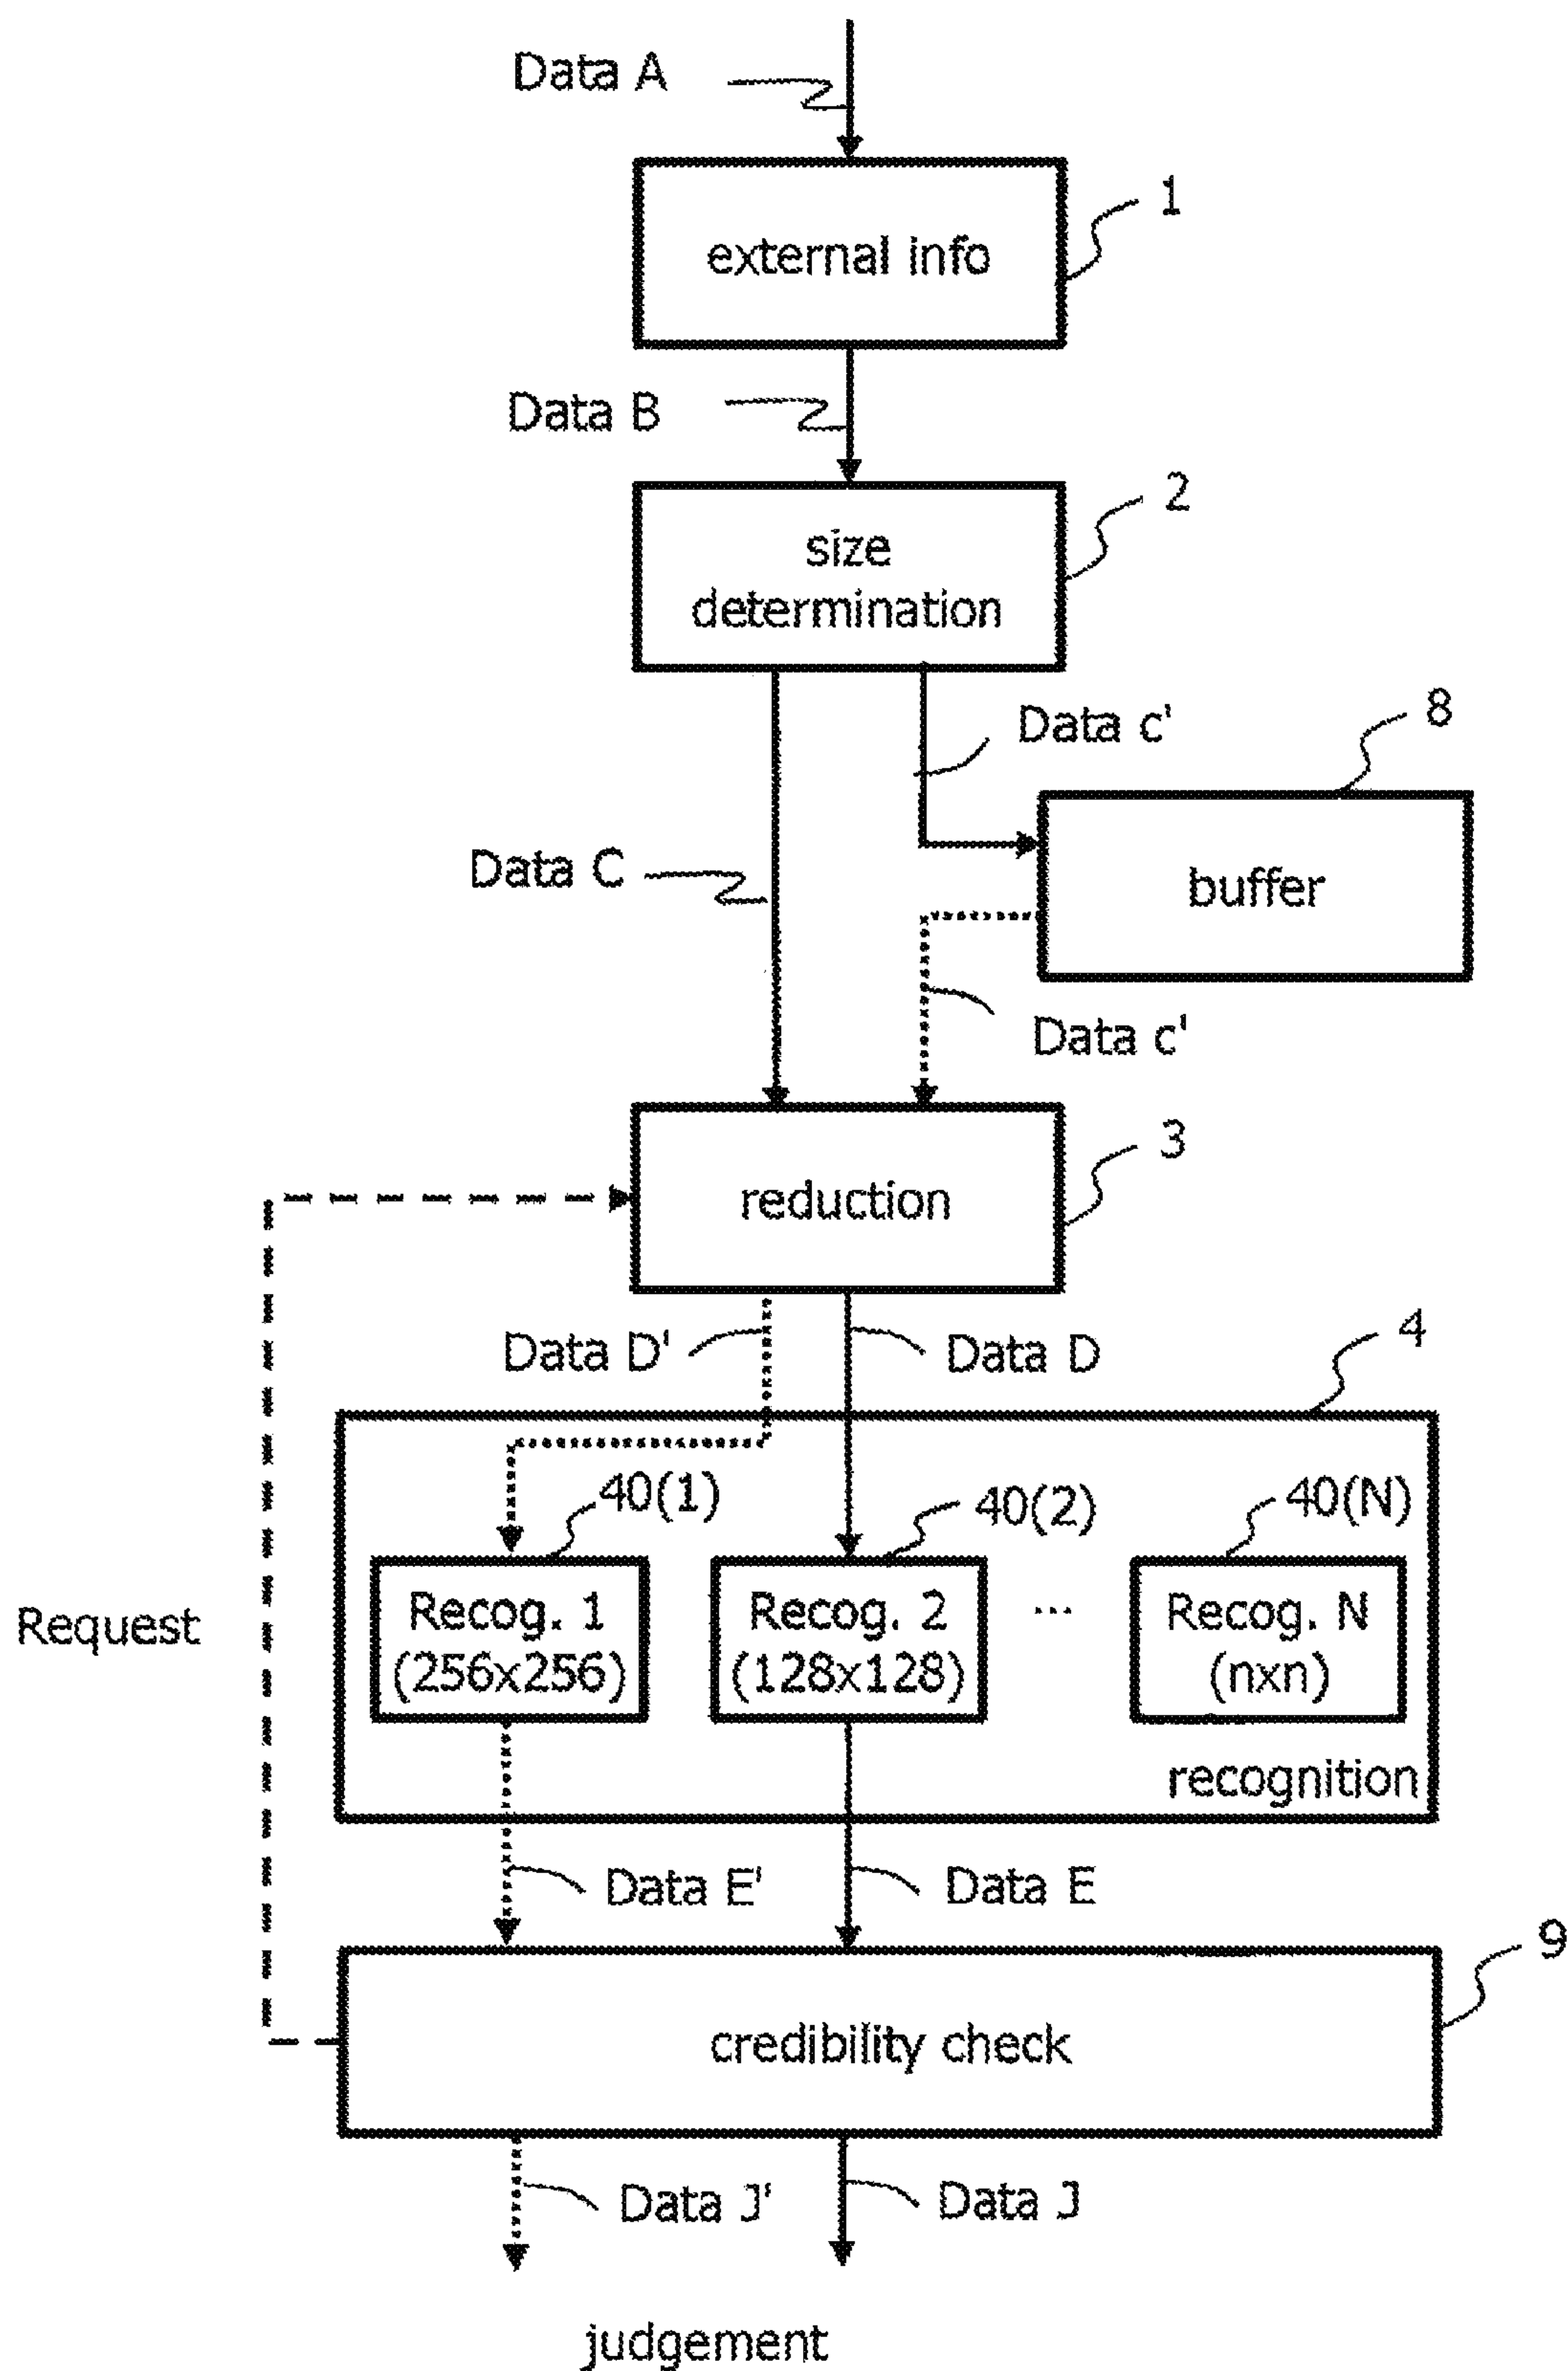 Data A
1
external info
Data B
2
size
determination
Data c'
8
Data C
buffer
Data c'
3
reduction
Data D'
Data D
4
40(1)
40(2)
40(N)
Recog. 1
(256x256)
Recog. 2
(128x128)
...
Recog. N
(nxn)
Request
recognition
Data E'
Data E
9
credibility check
Data J'
Data J
judgement